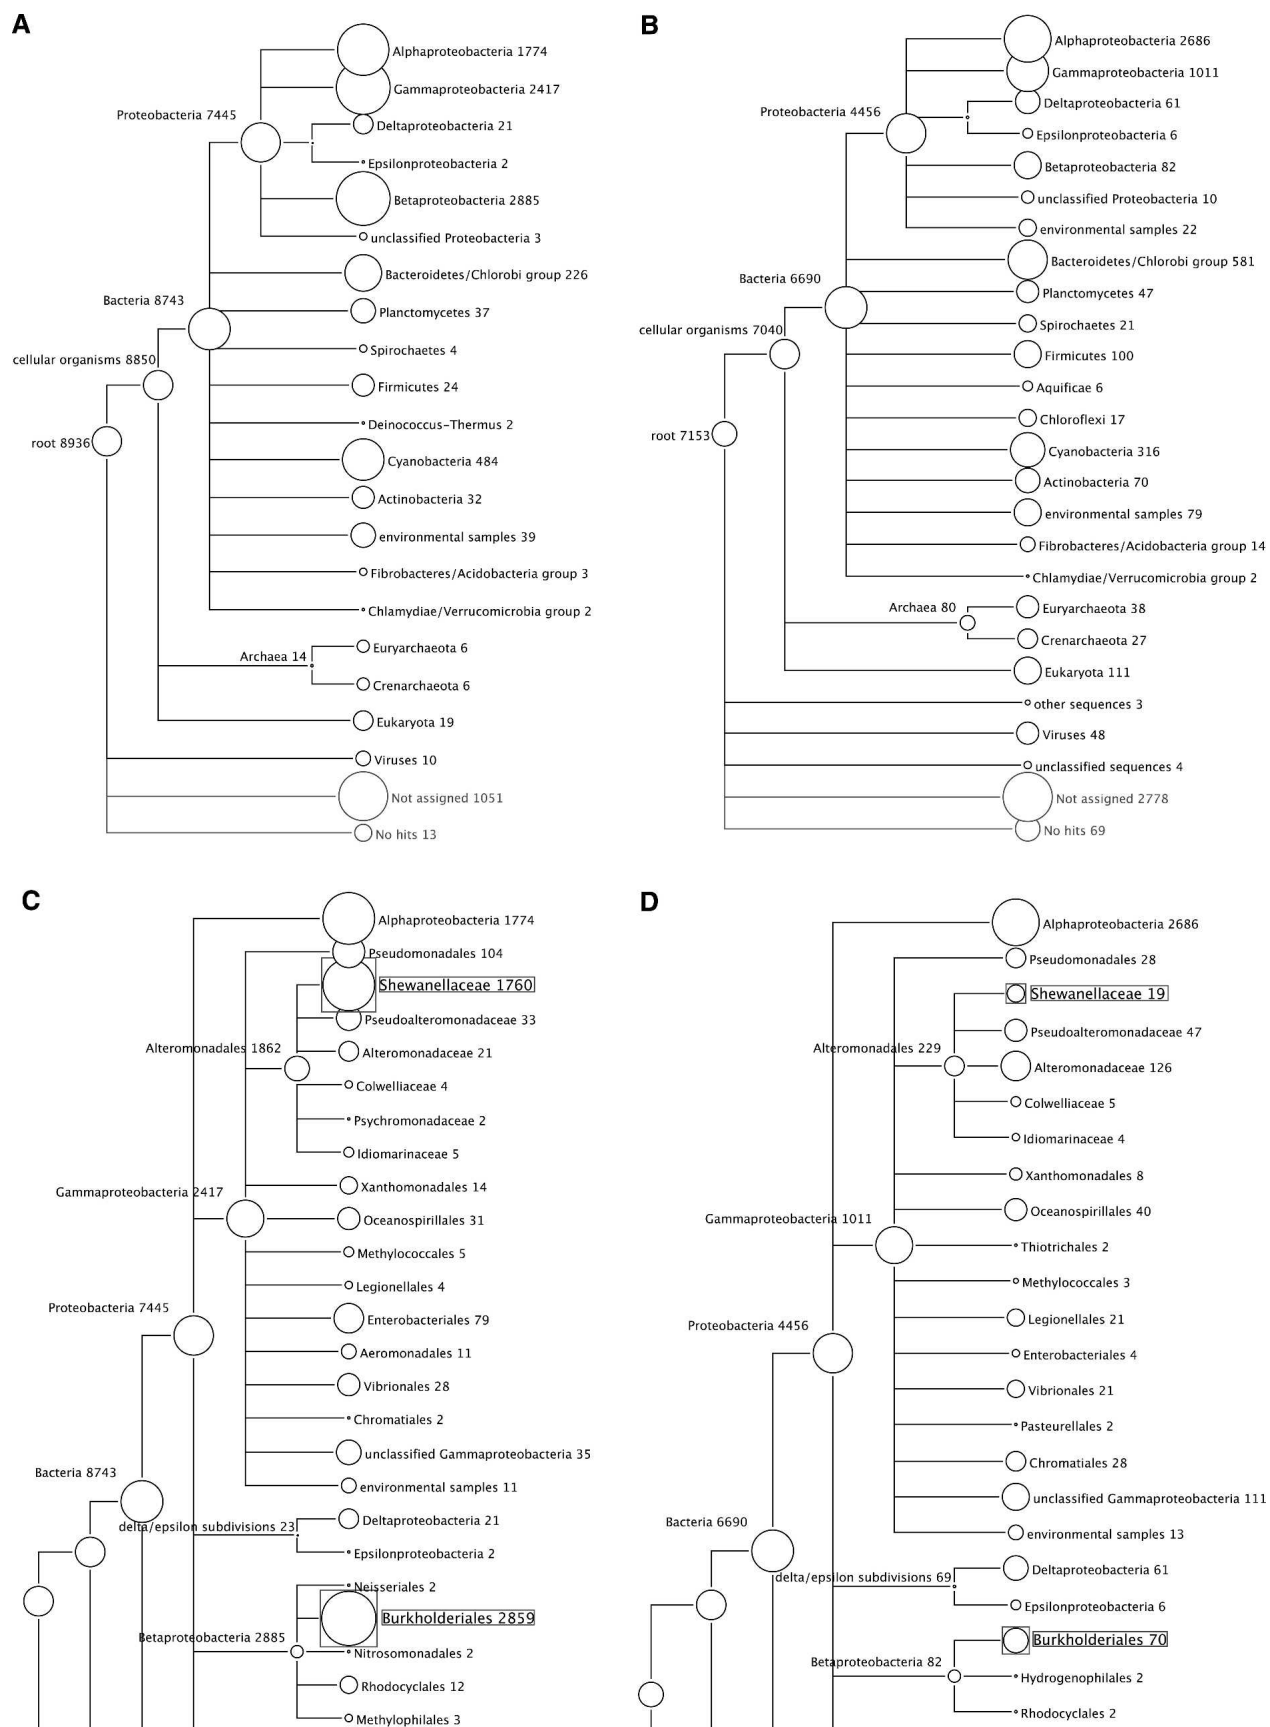 A
Alphaproteobacteria 1774
Gammaproteobacteria 2417
Proteobacteria 7445
Deltaproteobacteria 21
Epsilonproteobacteria 2
Betaproteobacteria 2885
unclassified Proteobacteria 3
Bacteroidetes/Chlorobi group 226
Bacteria 8743
Planctomycetes 37
Spirochaetes 4
cellular organisms 8850
Firmicutes 24
Deinococcus-Thermus 2
root 8936
Cyanobacteria 484
Actinobacteria 32
environmental samples 39
Fibrobacteres/Acidobacteria group 3
Chlamydiae/Verrucomicrobia group 2
Euryarchaeota 6
Archaea 14
Crenarchaeota 6
Eukaryota 19
Viruses 10
Not assigned 1051
No hits 13
B
Alphaproteobacteria 2686
Gammaproteobacteria 1011
Deltaproteobacteria 61
Proteobacteria 4456
Epsilonproteobacteria 6
Betaproteobacteria 82
unclassified Proteobacteria 10
environmental samples 22
Bacteroidetes/Chlorobi group 581
Bacteria 6690
Planctomycetes 47
Spirochaetes 21
cellular organisms 7040
Firmicutes 100
Aquificae 6
Chloroflexi 17
root 7153
Cyanobacteria 316
Actinobacteria 70
environmental samples 79
Fibrobacteres/Acidobacteria group 14
Chlamydiae/Verrucomicrobia group 2
Archaea 80
Euryarchaeota 38
Crenarchaeota 27
Eukaryota 111
other sequences 3
Viruses 48
unclassified sequences 4
Not assigned 2778
No hits 69
C
Alphaproteobacteria 1774
Pseudomonadales 104
Shewanellaceae 1760
Pseudoalteromonadaceae 33
Alteromonadales 1862
Alteromonadaceae 21
Colwelliaceae 4
Psychromonadaceae 2
Idiomarinaceae 5
Xanthomonadales 14
Gammaproteobacteria 2417
Oceanospirillales 31
Methylococcales 5
Legionellales 4
Proteobacteria 7445
Enterobacteriales 79
Aeromonadales 11
Vibrionales 28
Chromatiales 2
unclassified Gammaproteobacteria 35
Bacteria 8743
environmental samples 11
Deltaproteobacteria 21
delta/epsilon subdivisions 23
Epsilonproteobacteria 2
Neisseriales 2
Burkholderiales 2859
Betaproteobacteria 2885
Nitrosomonadales 2
Rhodocyclales 12
Methylophilales 3
D
Alphaproteobacteria 2686
Pseudomonadales 28
Shewanellaceae 19
Pseudoalteromonadaceae 47
Alteromonadales 229
Alteromonadaceae 126
Colwelliaceae 5
Idiomarinaceae 4
Xanthomonadales 8
Oceanospirillales 40
Gammaproteobacteria 1011
Thiotrichales 2
Methylococcales 3
Legionellales 21
Proteobacteria 4456
Enterobacteriales 4
Vibrionales 21
Pasteurellales 2
Chromatiales 28
unclassified Gammaproteobacteria 111
Bacteria 6690
environmental samples 13
Deltaproteobacteria 61
delta/epsilon subdivisions 69
Epsilonproteobacteria 6
Burkholderiales 70
Betaproteobacteria 82
Hydrogenophilales 2
Rhodocyclales 2